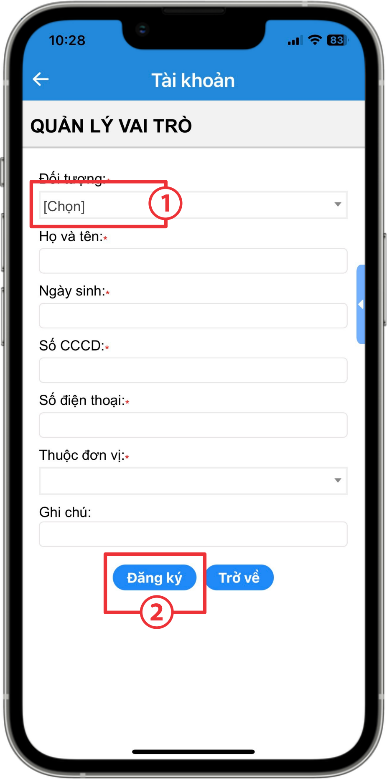 10:28
83
Tài khoản
QUẢN LÝ VAI TRÒ
Đối tượng:*
[Chọn]
1
Họ và tên:*
Ngày sinh:*
Số CCCD:*
Số điện thoại:*
Thuộc đơn vị:*
Ghi chú:
Đăng ký
Trở về
2